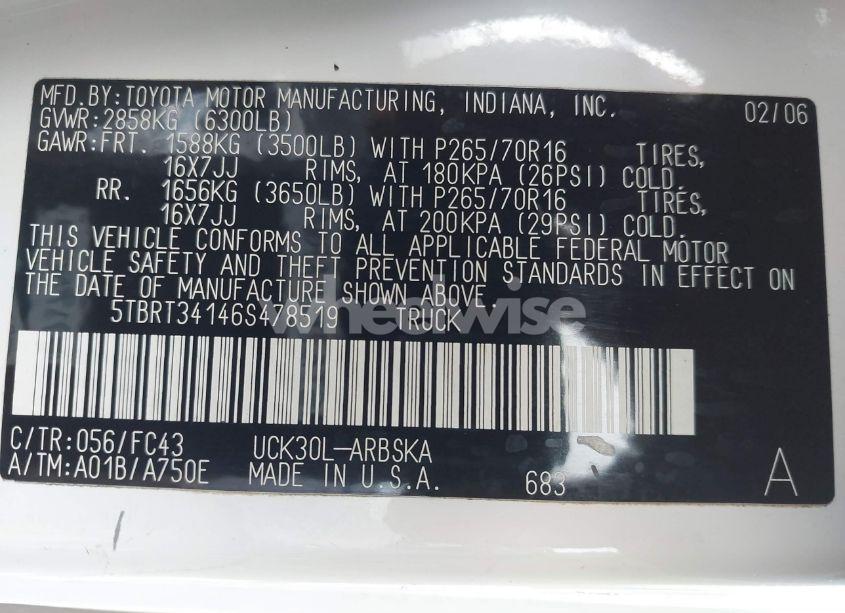 MFD.BY:TOYOTA MOTOR MANUFACTURING, INDIANA, INC. 02/06
GVWR:2858KG (6300LB)
GAWR:FRT. 1588KG (3500LB) WITH P265/70R16 TIRES,
16X7JJ RIMS, AT 180KPA (26PSI) COLD.
RR. 1656KG (3650LB) WITH P265/70R16 TIRES,
16X7JJ RIMS, AT 200KPA (29PSI) COLD.
THIS VEHICLE CONFORMS TO ALL APPLICABLE FEDERAL MOTOR
VEHICLE SAFETY AND THEFT PREVENTION STANDARDS IN EFFECT ON
THE DATE OF MANUFACTURE SHOWN ABOVE.
5TBRT34146S478519 TRUCK
wheelwise
C/TR:056/FC43 UCK30L-ARBSKA
A/TM:A01B/A750E MADE IN U.S.A. 683 A